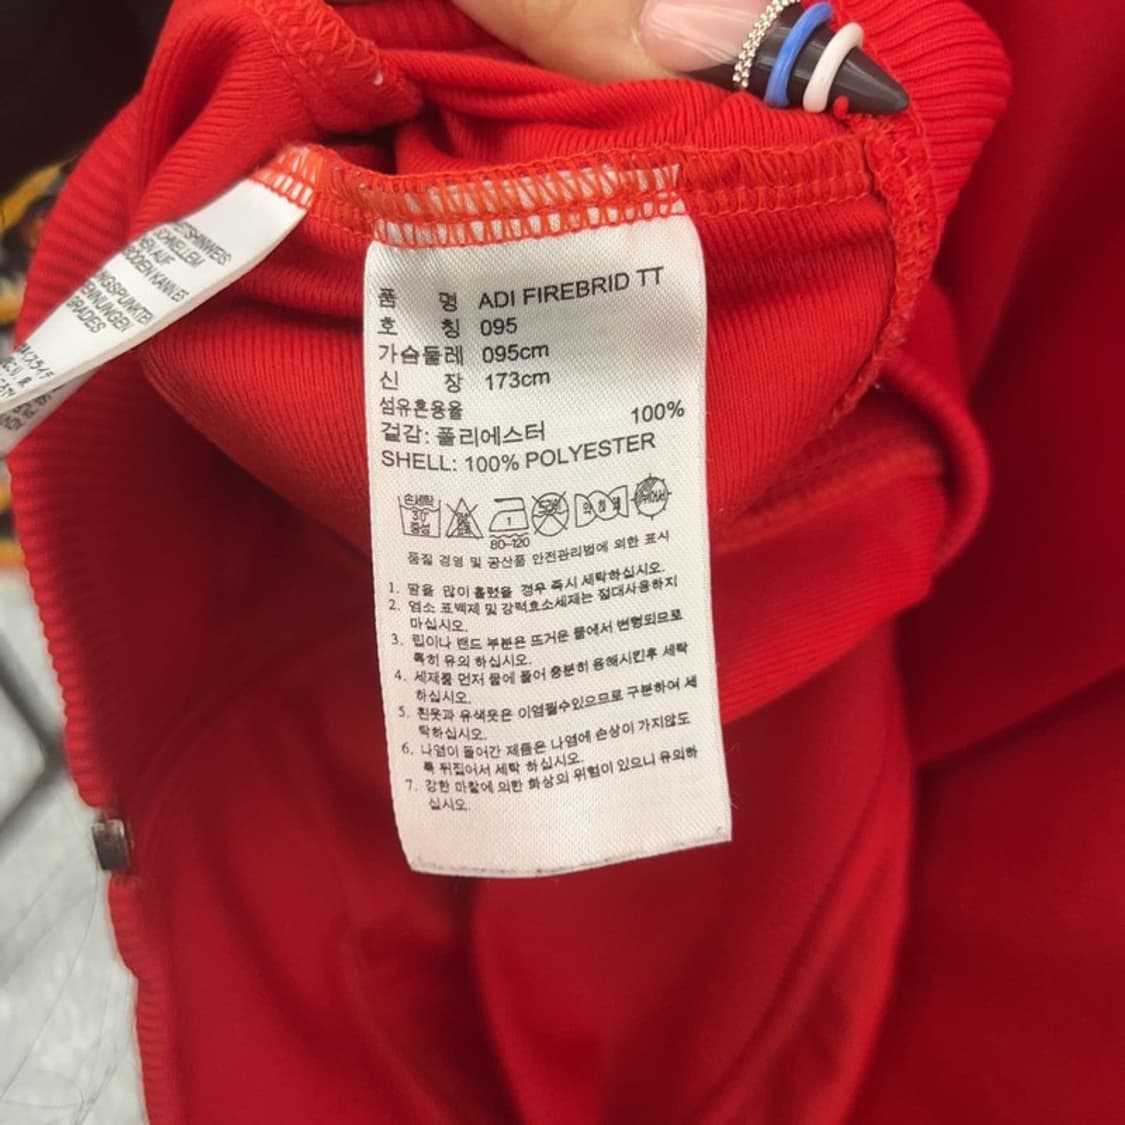 품 명 ADI FIREBRID TT
호 칭 095
가슴둘레 095cm
신 장 173cm
섬유혼용율
겉감: 폴리에스터 100%
SHELL: 100% POLYESTER
손세탁
30
중성
1
80~120
품질 경영 및 공산품 안전관리법에 의한 표시
1. 땀을 많이 흘렸을 경우 즉시 세탁하십시오.
2. 염소 표백제 및 강력효소세제는 절대사용하지
마십시오.
3. 립이나 밴드 부분은 뜨거운 물에서 변형되므로
특히 유의 하십시오.
4. 세제를 먼저 물에 풀어 충분히 용해시킨후 세탁
하십시오.
5. 흰옷과 유색옷은 이염될수있으므로 구분하여 세
탁하십시오.
6. 나염이 들어간 제품은 나염에 손상이 가지않도
록 뒤집어서 세탁 하십시오.
7. 강한 마찰에 의한 화상의 위험이 있으니 유의하
십시오.